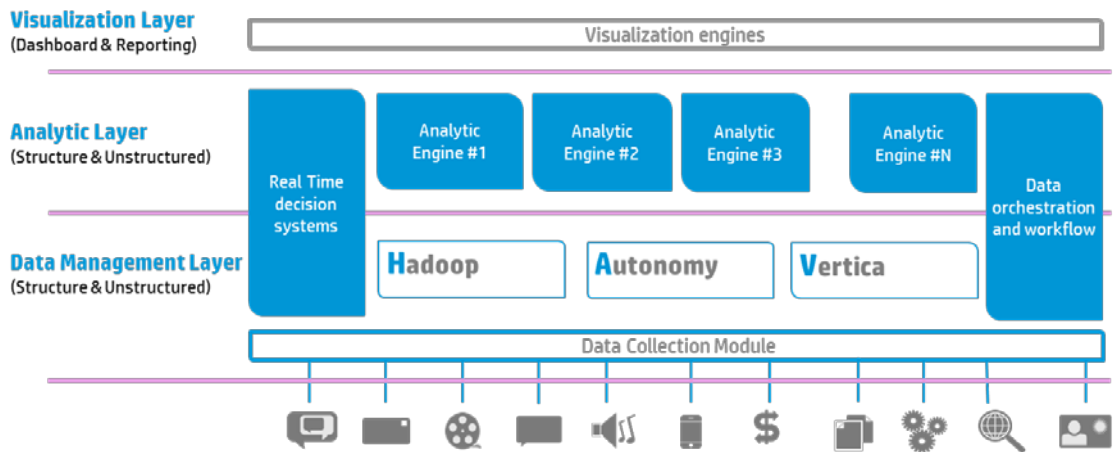 Visualization Layer
(Dashboard & Reporting)
Visualization engines
Analytic Layer
(Structure & Unstructured)
Real Time
decision
systems
Analytic
Engine #1
Analytic
Engine #2
Analytic
Engine #3
Analytic
Engine #N
Data
orchestration
and workflow
Data Management Layer
(Structure & Unstructured)
Hadoop
Autonomy
Vertica
Data Collection Module
$